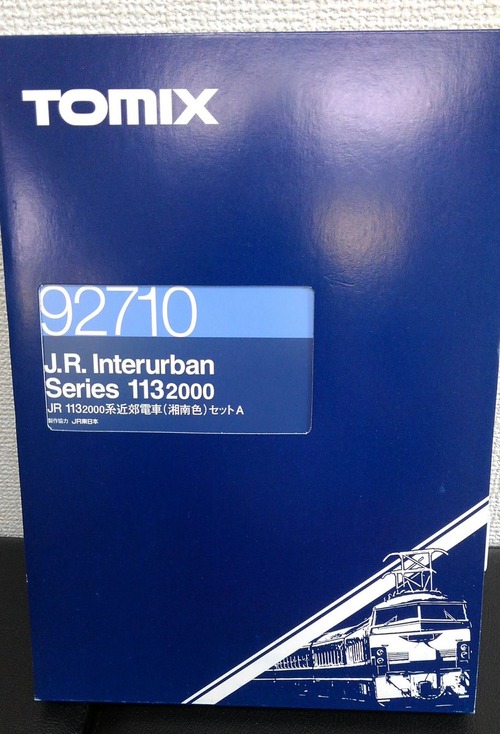 TOMIX
92710
J.R. Interurban
Series 113 2000
JR 113 2000系近郊電車(湘南色)セットA
製作協力 JR東日本